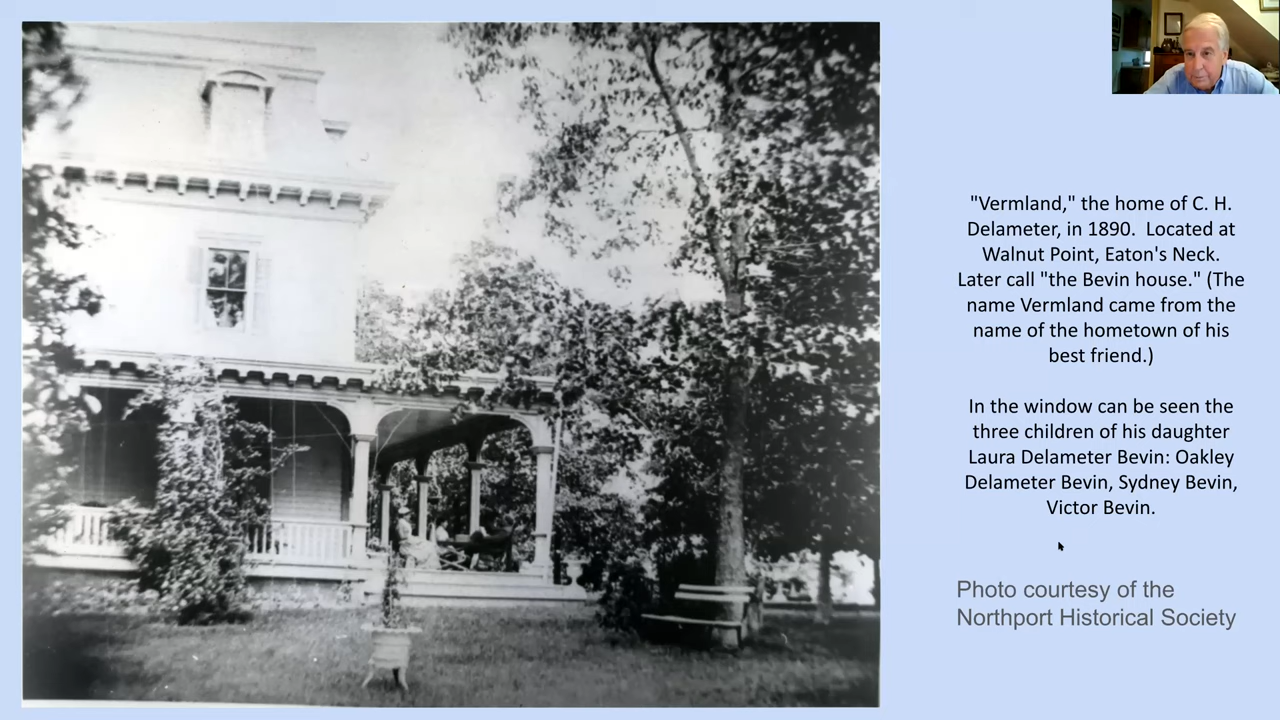 "Vermland," the home of C. H.
Delameter, in 1890.  Located at
Walnut Point, Eaton's Neck.
Later call "the Bevin house." (The
name Vermland came from the
name of the hometown of his
best friend.)
In the window can be seen the
three children of his daughter
Laura Delameter Bevin: Oakley
Delameter Bevin, Sydney Bevin,
Victor Bevin.
Photo courtesy of the
Northport Historical Society